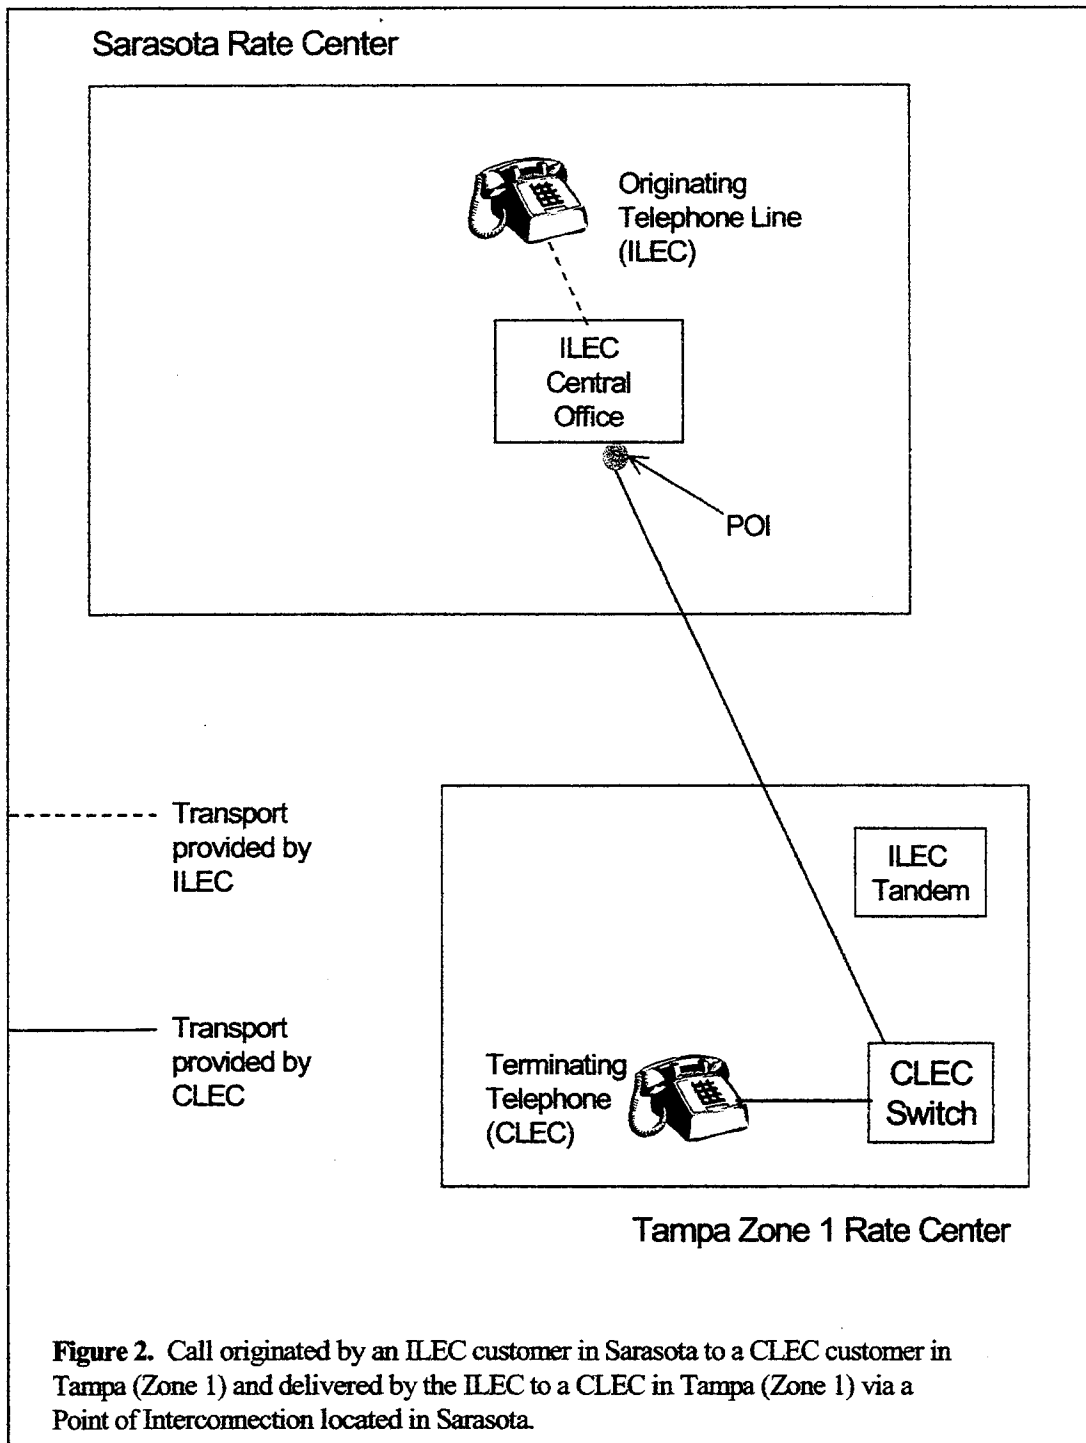 Sarasota Rate Center
Originating
Telephone Line
(ILEC)
ILEC
Central
Office
POI
Transport
provided by
ILEC
ILEC
Tandem
Transport
provided by
CLEC
Terminating
Telephone
(CLEC)
CLEC
Switch
Tampa Zone 1 Rate Center
Figure 2. Call originated by an ILEC customer in Sarasota to a CLEC customer in
Tampa (Zone 1) and delivered by the ILEC to a CLEC in Tampa (Zone 1) via a
Point of Interconnection located in Sarasota.